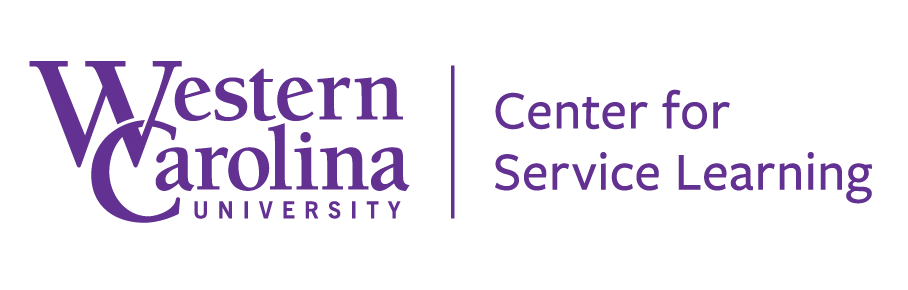 Western
Carolina
UNIVERSITY
Center for
Service Learning